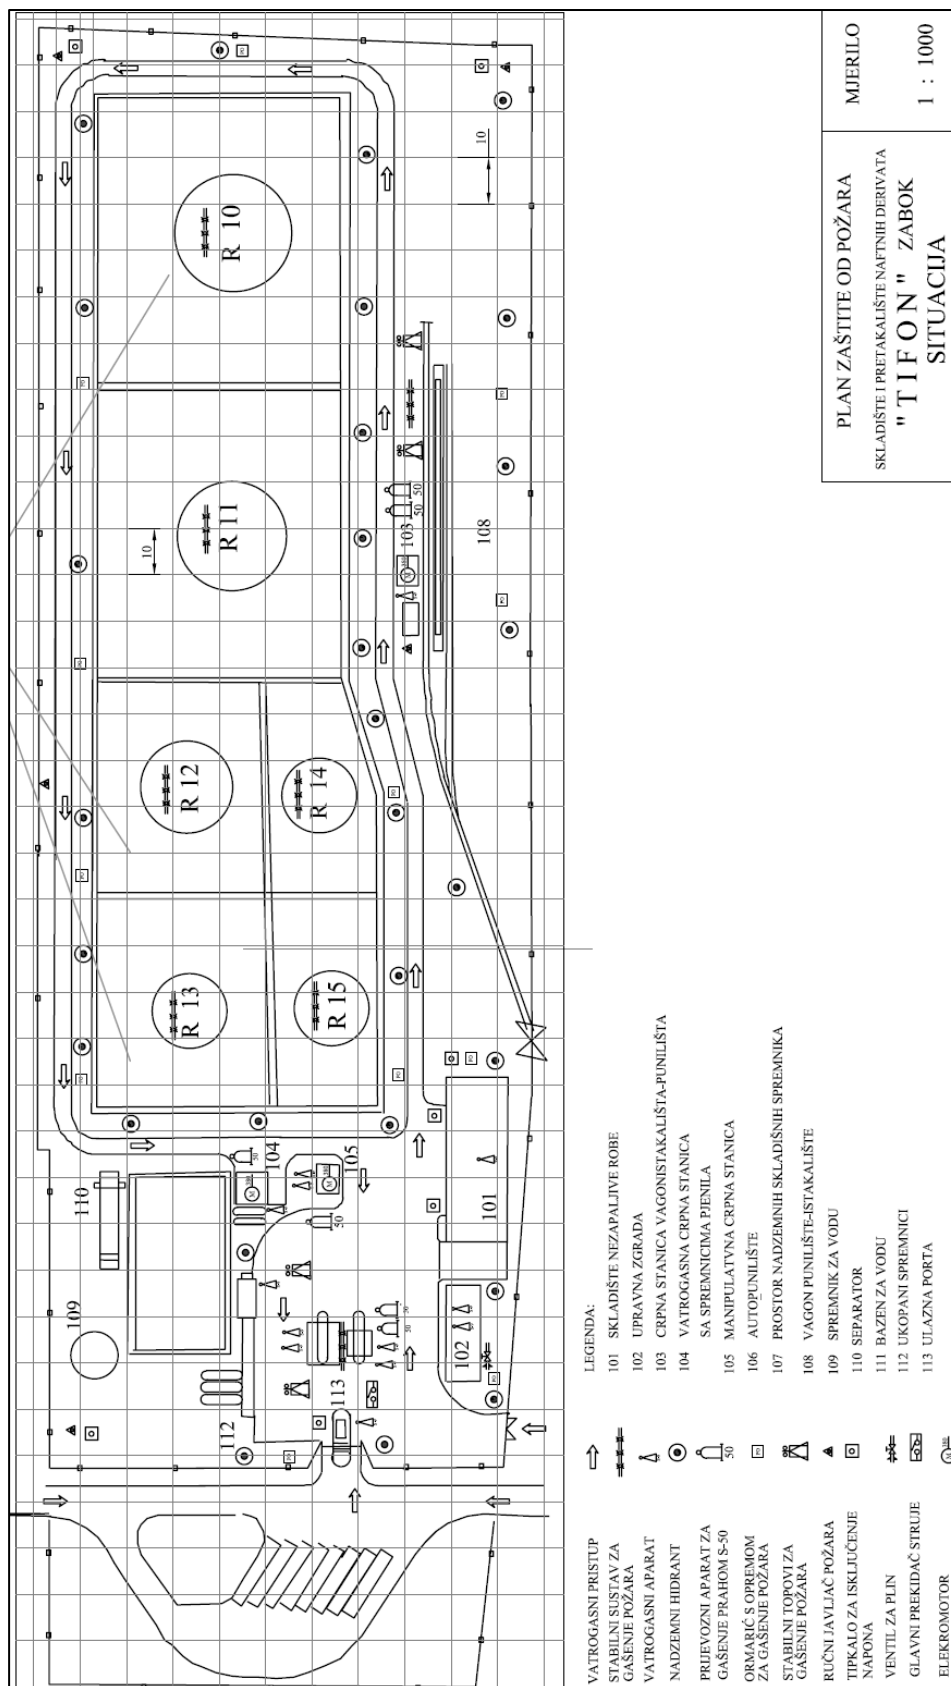 PLAN ZAŠTITE OD POŽARA
SKLADIŠTE I PRETAKALIŠTE NAFTNIH DERIVATA
"TIFON" ZABOK
SITUACIJA
MJERILO
1 : 1000
R 10
R 11
R 12
R 14
R 13
R 15
10
10
103
50
50
108
110
109
104
50
105
50
101
102
50
50
112
113
LEGENDA:
101 SKLADIŠTE NEZAPALJIVE ROBE
102 UPRAVNA ZGRADA
103 CRPNA STANICA VAGONISTAKALIŠTA-PUNILIŠTA
104 VATROGASNA CRPNA STANICA
SA SPREMNICIMA PJENILA
105 MANIPULATVNA CRPNA STANICA
106 AUTOPUNILIŠTE
107 PROSTOR NADZEMNIH SKLADIŠNIH SPREMNIKA
108 VAGON PUNILIŠTE-ISTAKALIŠTE
109 SPREMNIK ZA VODU
110 SEPARATOR
111 BAZEN ZA VODU
112 UKOPANI SPREMNICI
113 ULAZNA PORTA
VATROGASNI PRISTUP
STABILNI SUSTAV ZA
GAŠENJE POŽARA
VATROGASNI APARAT
NADZEMNI HIDRANT
PRIJEVOZNI APARAT ZA
GAŠENJE PRAHOM S-50
50
ORMARIĆ S OPREMOM
ZA GAŠENJE POŽARA
PO
STABILNI TOPOVI ZA
GAŠENJE POŽARA
RUČNI JAVLJAČ POŽARA
TIPKALO ZA ISKLJUČENJE
NAPONA
VENTIL ZA PLIN
GLAVNI PREKIDAČ STRUJE
ELEKROMOTOR
M